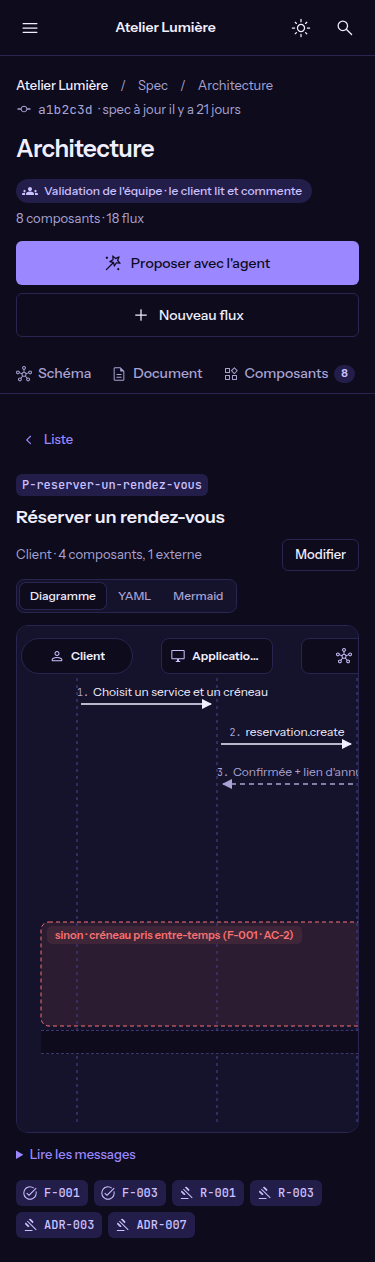 Atelier Lumière
Atelier Lumière / Spec / Architecture
a1b2c3d · spec à jour il y a 21 jours
Architecture
Validation de l'équipe · le client lit et commente
8 composants · 18 flux
Proposer avec l'agent
Nouveau flux
Schéma Document Composants 8
Liste
P-reserver-un-rendez-vous
Réserver un rendez-vous
Client · 4 composants, 1 externe Modifier
Diagramme YAML Mermaid
Client Applicatio…
1. Choisit un service et un créneau
2. reservation.create
3. Confirmée + lien d'annu
sinon · créneau pris entre-temps (F-001 · AC-2)
Lire les messages
F-001 F-003 R-001 R-003
ADR-003 ADR-007